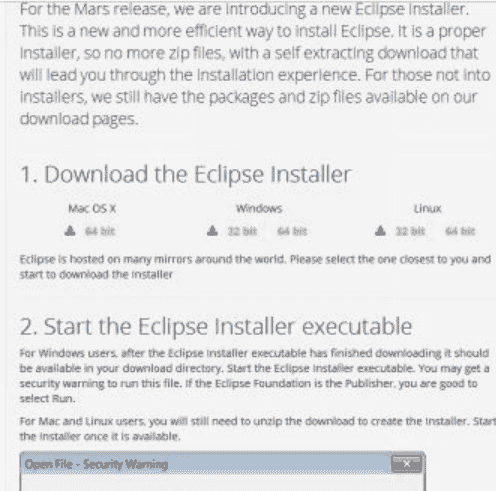 For the Mars release, we are introducing a new Eclipse Installer.
This is a new and more efficient way to install Eclipse. It is a proper
installer, so no more zip files, with a self extracting download that
will lead you through the installation experience. For those not into
installers, we still have the packages and zip files available on our
download pages.
1. Download the Eclipse Installer
Mac OS X Windows Linux
64 bit 32 bit 64 bit 32 bit 64 bit
Eclipse is hosted on many mirrors around the world. Please select the one closest to you and
start to download the installer
2. Start the Eclipse Installer executable
For Windows users, after the Eclipse Installer executable has finished downloading it should
be available in your download directory. Start the Eclipse Installer executable. You may get a
security warning to run this file. If the Eclipse Foundation is the Publisher, you are good to
select Run.
For Mac and Linux users, you will still need to unzip the download to create the Installer. Start
the Installer once it is available.
Open File - Security Warning